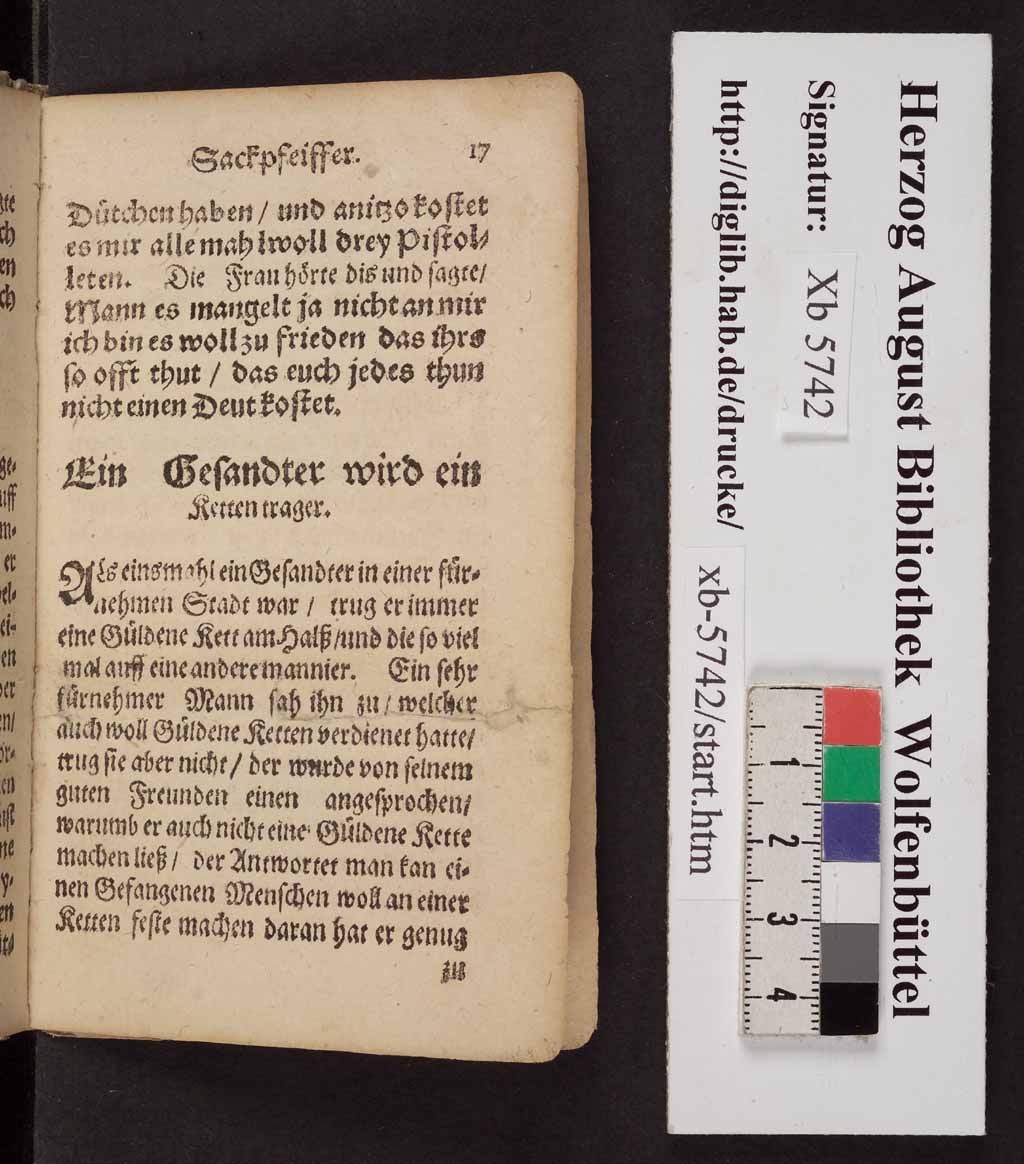 Sackpfeiffer. 17
Dütchen haben / und anitzo kostet
es mir allemahl woll drey Pistol-
leten. Die Frau hörte dis und sagte /
Mann es mangelt ja nicht an mir
ich bin es woll zu frieden das ihrs
so offt thut / das euch jedes thun
nicht einen Deut kostet.
Ein Gesandter wird ein
Ketten trager.
Als einsmahl ein Gesandter in einer für-
nehmen Stadt war / trug er immer
eine Güldene Kett am Halß / und die so viel
mal auff eine andere mannier. Ein sehr
fürnehmer Mann sah ihn zu / welcher
auch woll Güldene Ketten verdienet hatte /
trug sie aber nicht / der wurde von seinem
guten Freunden einen angesprochen /
warumb er auch nicht eine Güldene Kette
machen ließ / der Antwortet man kan ei-
nen Gefangenen Menschen woll an einer
Ketten feste machen daran hat er genug
zu
Herzog August Bibliothek Wolfenbüttel
Signatur: Xb 5742
http://diglib.hab.de/drucke/ xb-5742/start.htm
1
2
3
4